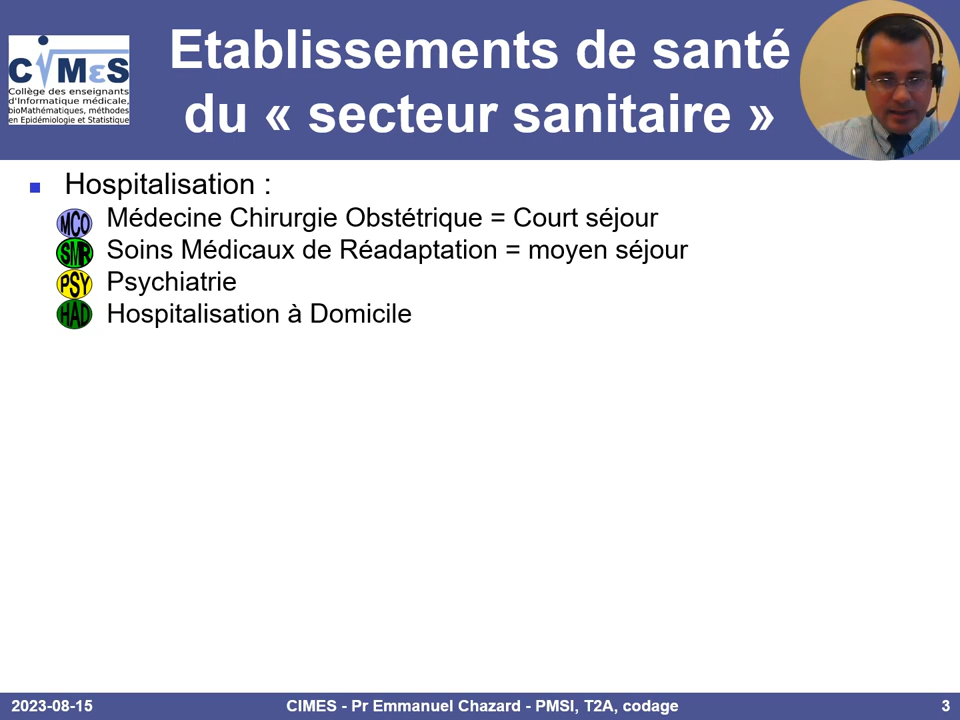 Etablissements de santé
du « secteur sanitaire »
CIMεS
Collège des enseignants
d'Informatique médicale,
bioMathématiques, méthodes
en Epidémiologie et Statistique
Hospitalisation :
MCO Médecine Chirurgie Obstétrique = Court séjour
SMR Soins Médicaux de Réadaptation = moyen séjour
PSY Psychiatrie
HAD Hospitalisation à Domicile
2023-08-15 CIMES - Pr Emmanuel Chazard - PMSI, T2A, codage 3